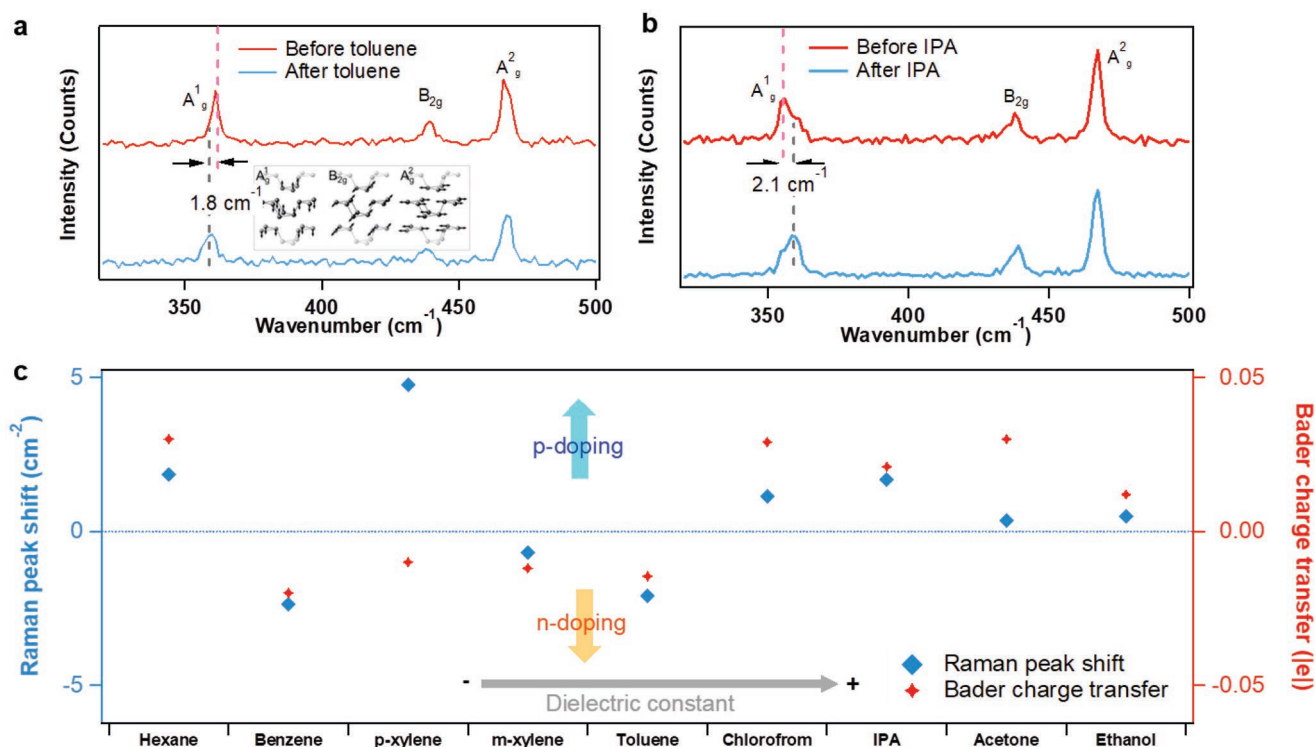 a
Before toluene
After toluene
A¹g
B2g
A²g
1.8 cm⁻¹
A¹g
B2g
A²g
Intensity (Counts)
350
400
450
500
Wavenumber (cm⁻¹)
b
Before IPA
After IPA
A¹g
B2g
A²g
2.1 cm⁻¹
Intensity (Counts)
350
400
450
500
Wavenumber (cm⁻¹)
c
Raman peak shift (cm⁻²)
5
0
-5
p-doping
n-doping
- +
Dielectric constant
Raman peak shift
Bader charge transfer
0.05
0.00
-0.05
Bader charge transfer (|e|)
Hexane
Benzene
p-xylene
m-xylene
Toluene
Chlorofrom
IPA
Acetone
Ethanol